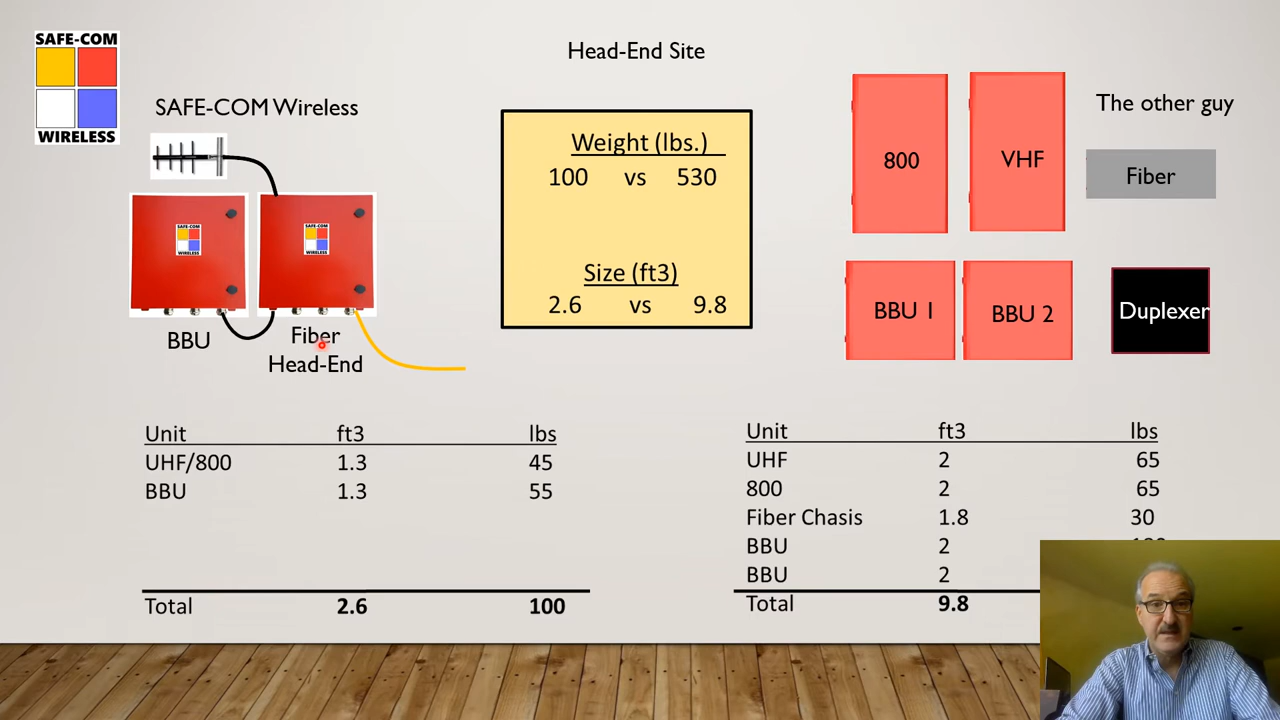 SAFE-COM
WIRELESS
Head-End Site
SAFE-COM Wireless
BBU
Fiber
Head-End
Weight (lbs.)
100 vs 530
Size (ft3)
2.6 vs 9.8
The other guy
800
VHF
Fiber
BBU 1
BBU 2
Duplexer
Unit ft3 lbs
UHF/800 1.3 45
BBU 1.3 55
Total 2.6 100
Unit ft3 lbs
UHF 2 65
800 2 65
Fiber Chasis 1.8 30
BBU 2
BBU 2
Total 9.8